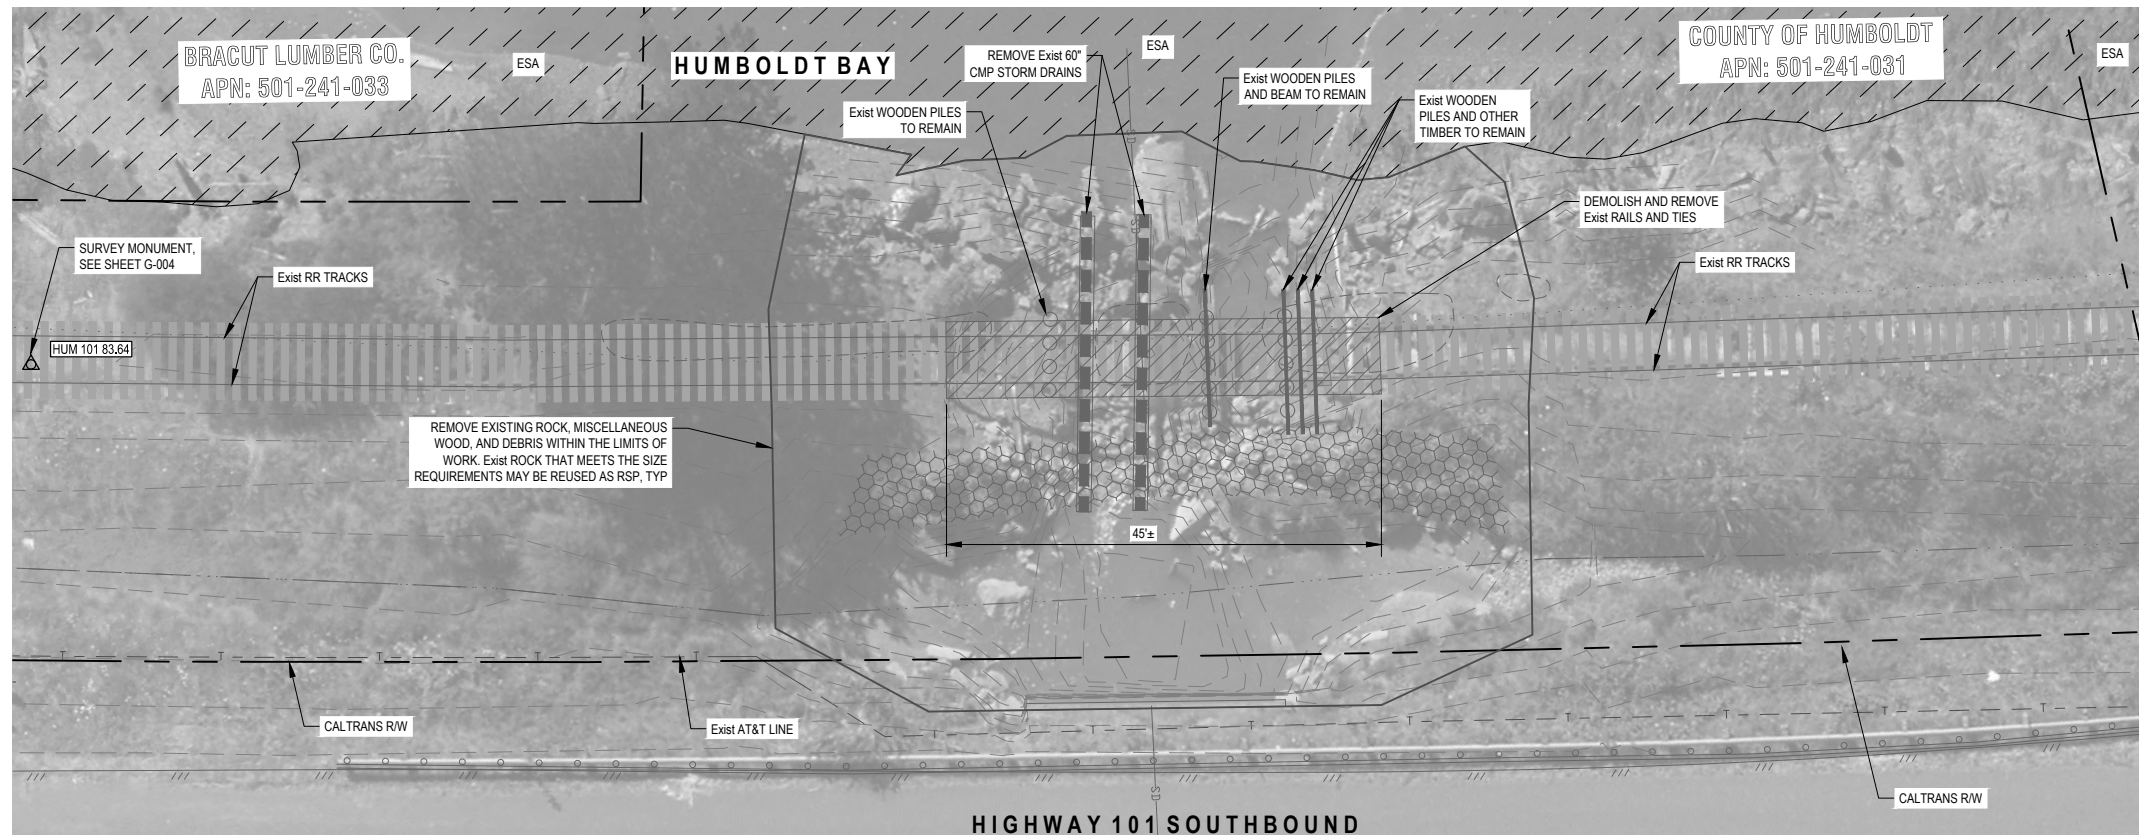 BRACUT LUMBER CO.
APN: 501-241-033
ESA
HUMBOLDT BAY
REMOVE Exist 60"
CMP STORM DRAINS
ESA
COUNTY OF HUMBOLDT
APN: 501-241-031
ESA
Exist WOODEN PILES
TO REMAIN
Exist WOODEN PILES
AND BEAM TO REMAIN
Exist WOODEN
PILES AND OTHER
TIMBER TO REMAIN
SD
DEMOLISH AND REMOVE
Exist RAILS AND TIES
SD
SURVEY MONUMENT,
SEE SHEET G-004
Exist RR TRACKS
Exist RR TRACKS
HUM 101 83.64
REMOVE EXISTING ROCK, MISCELLANEOUS
WOOD, AND DEBRIS WITHIN THE LIMITS OF
WORK. Exist ROCK THAT MEETS THE SIZE
REQUIREMENTS MAY BE REUSED AS RSP, TYP
45'±
T
T
T
T
T
CALTRANS R/W
Exist AT&T LINE
T
T
T
T
T
T
T
T
CALTRANS R/W
SD
HIGHWAY 101 SOUTHBOUND